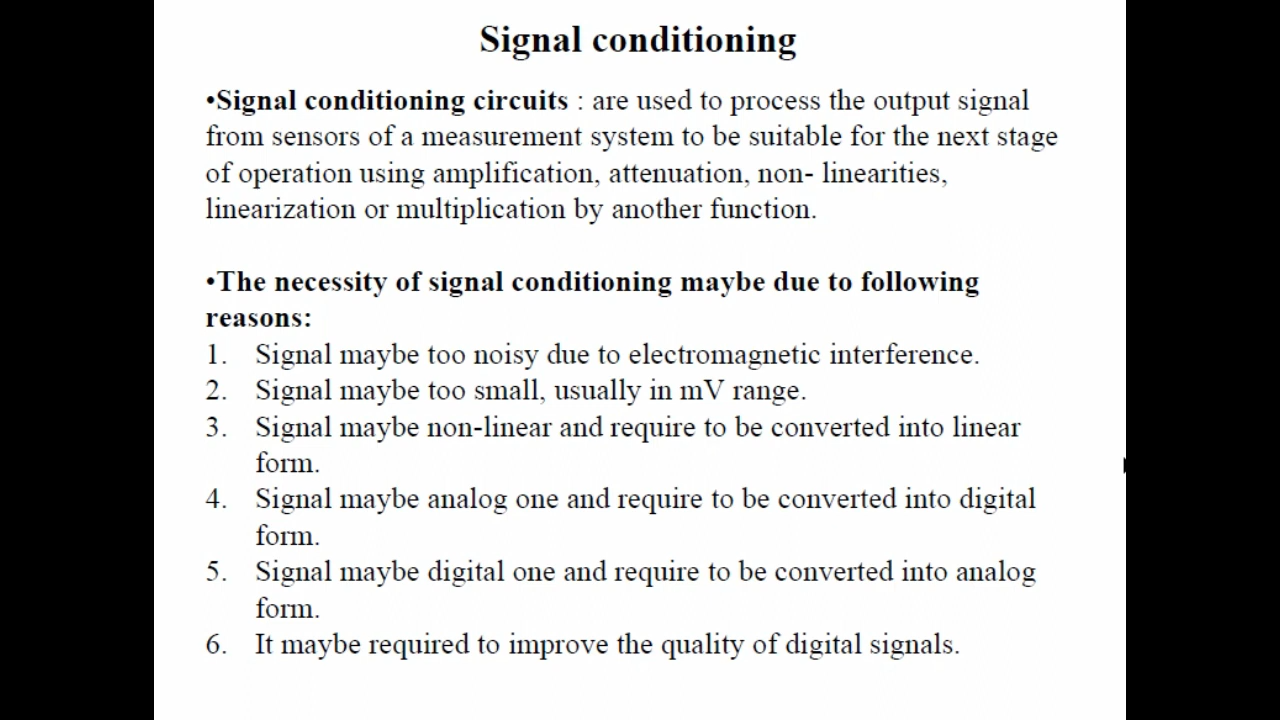 Signal conditioning
•Signal conditioning circuits : are used to process the output signal
from sensors of a measurement system to be suitable for the next stage
of operation using amplification, attenuation, non- linearities,
linearization or multiplication by another function.
•The necessity of signal conditioning maybe due to following
reasons:
1. Signal maybe too noisy due to electromagnetic interference.
2. Signal maybe too small, usually in mV range.
3. Signal maybe non-linear and require to be converted into linear
form.
4. Signal maybe analog one and require to be converted into digital
form.
5. Signal maybe digital one and require to be converted into analog
form.
6. It maybe required to improve the quality of digital signals.